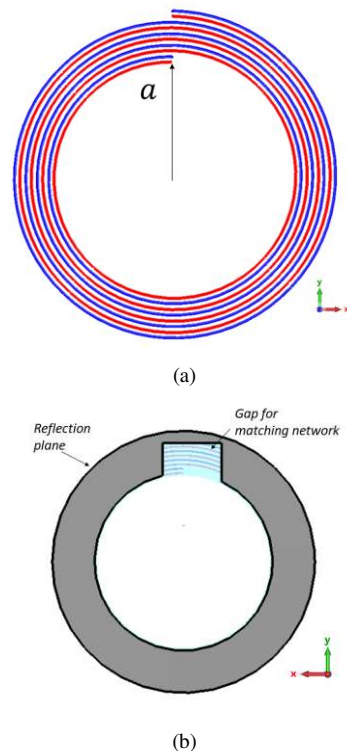 a
y
x
(a)
Reflection
plane
Gap for
matching network
y
x
(b)